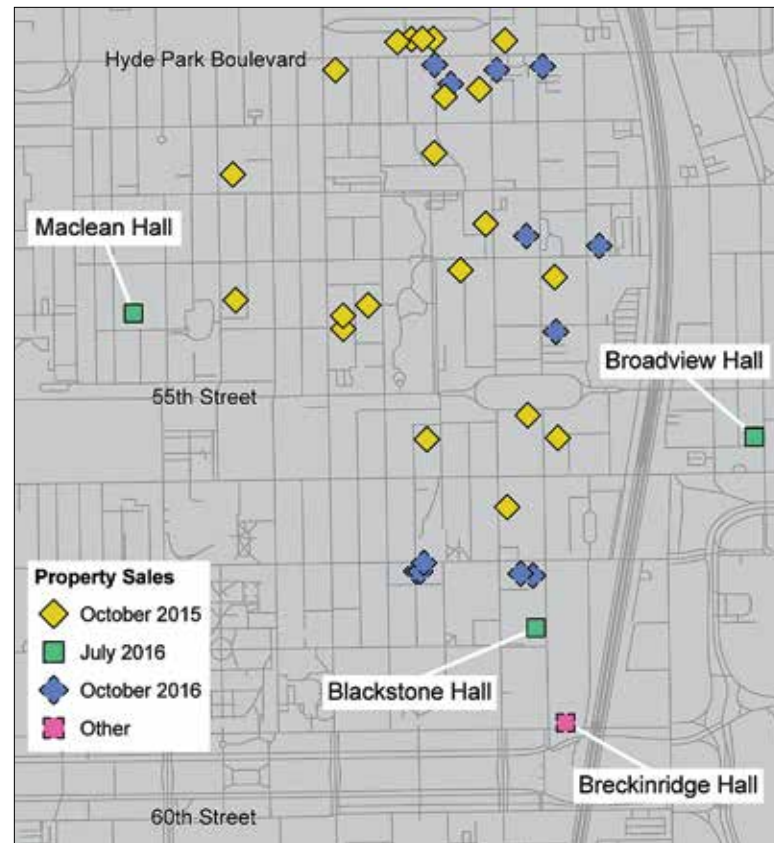 Hyde Park Boulevard
Maclean Hall
Broadview Hall
55th Street
Property Sales
October 2015
July 2016
October 2016
Other
Blackstone Hall
Breckinridge Hall
60th Street